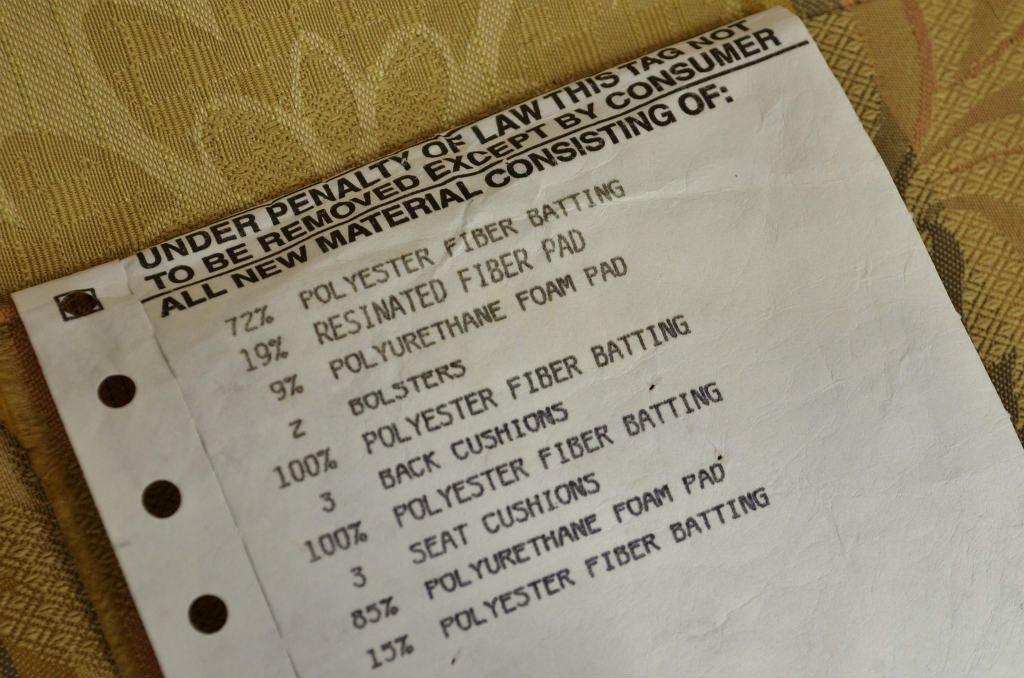 UNDER PENALTY OF LAW THIS TAG NOT
TO BE REMOVED EXCEPT BY CONSUMER
ALL NEW MATERIAL CONSISTING OF:
72% POLYESTER FIBER BATTING
19% RESINATED FIBER PAD
9% POLYURETHANE FOAM PAD
2 BOLSTERS
100% POLYESTER FIBER BATTING
3 BACK CUSHIONS
100% POLYESTER FIBER BATTING
3 SEAT CUSHIONS
85% POLYURETHANE FOAM PAD
15% POLYESTER FIBER BATTING